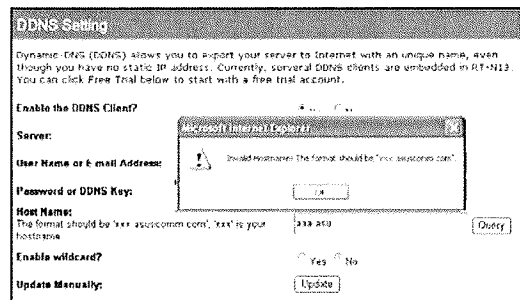 DDNS Setting
Dynamic-DNS (DDNS) allows you to export your server to Internet with an unique name, even
though you have no static IP address. Currently, serveral DDNS clients are embedded in RT-N13.
You can click Free Trial below to start with a free trial account.
Enable the DDNS Client?
Server:
Microsoft Internet Explorer
Invalid Hostname! The format should be, 'xxx.asuscomm.com'.
User Name or E-mail Address:
Password or DDNS Key:
Host Name:
The format should be 'xxx.asuscomm.com', 'xxx' is your
hostname
aaa.asu
Query
Enable wildcard?
Yes No
Update Manually:
Update